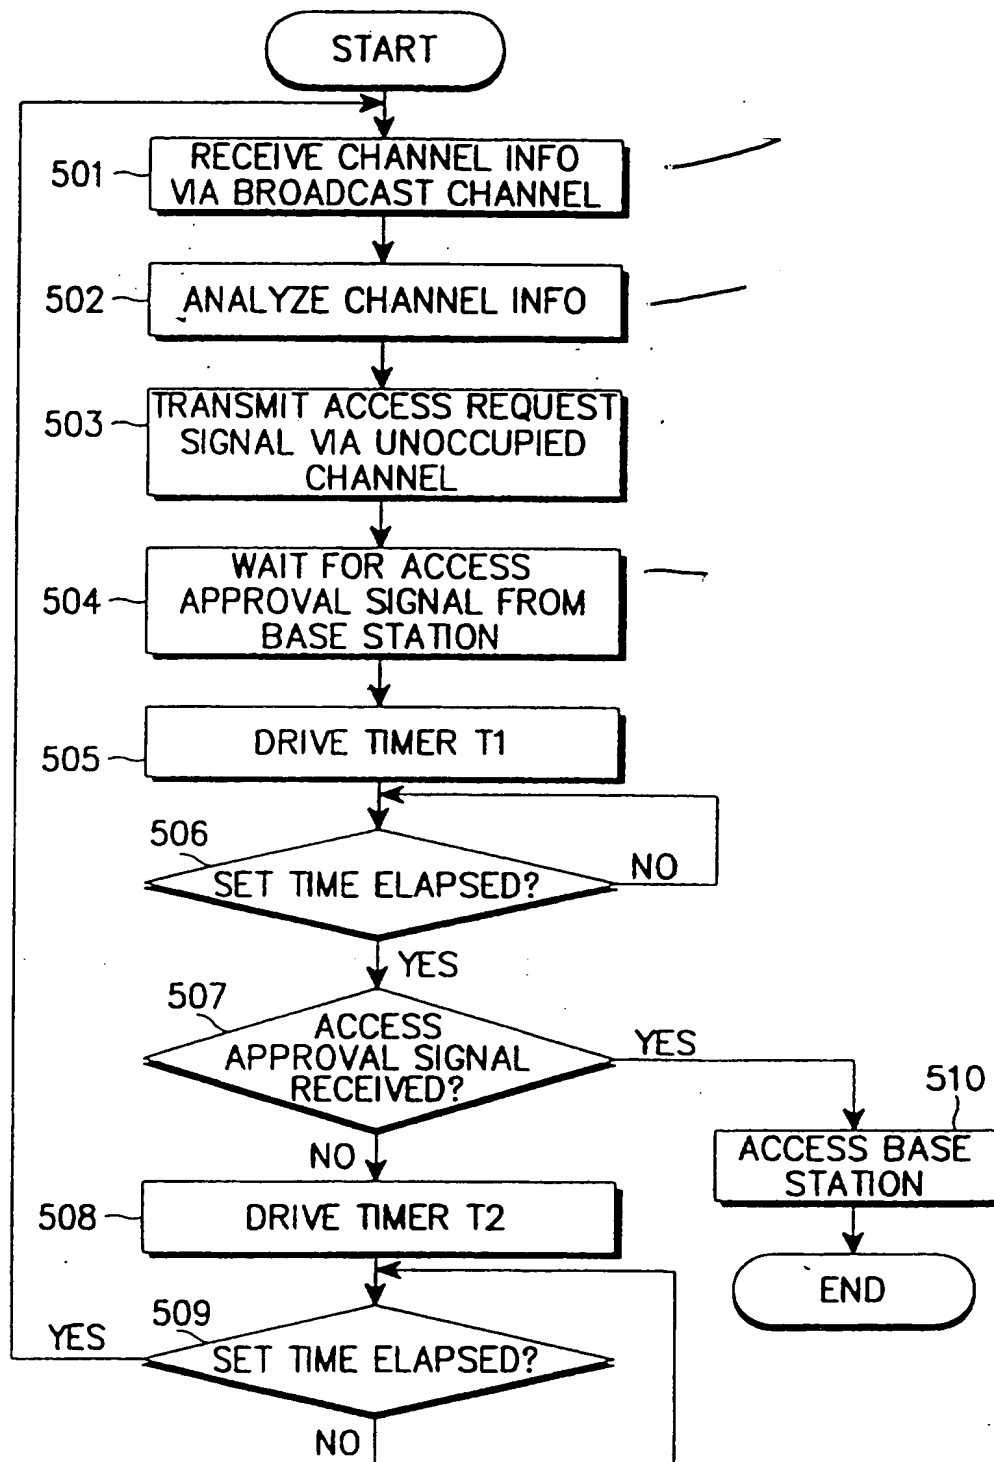 START
501
RECEIVE CHANNEL INFO
VIA BROADCAST CHANNEL
502
ANALYZE CHANNEL INFO
503
TRANSMIT ACCESS REQUEST
SIGNAL VIA UNOCCUPIED
CHANNEL
504
WAIT FOR ACCESS
APPROVAL SIGNAL FROM
BASE STATION
505
DRIVE TIMER T1
506
SET TIME ELAPSED?
NO
YES
507
ACCESS
APPROVAL SIGNAL
RECEIVED?
YES
NO
510
ACCESS BASE
STATION
508
DRIVE TIMER T2
END
509
YES
SET TIME ELAPSED?
NO